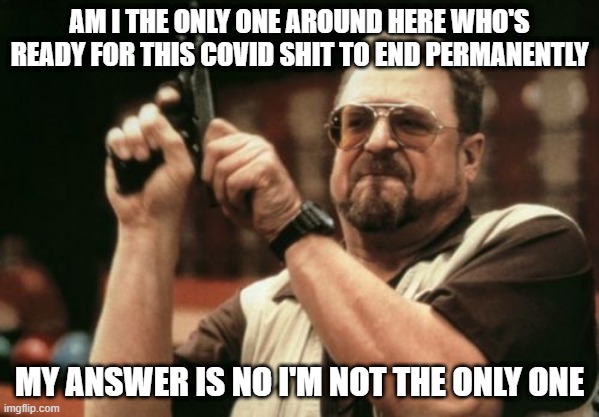 AM I THE ONLY ONE AROUND HERE WHO'S
READY FOR THIS COVID SHIT TO END PERMANENTLY
MY ANSWER IS NO I'M NOT THE ONLY ONE
imgflip.com